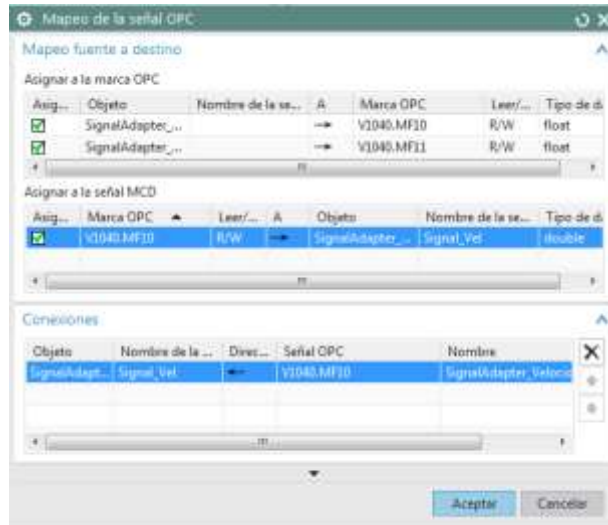 Mapeo de la señal OPC
Mapeo fuente a destino
Asignar a la marca OPC
Asig... Objeto Nombre de la se... A Marca OPC Leer/... Tipo de d
SignalAdapter_... V1040.MF10 R/W float
SignalAdapter_... V1040.MF11 R/W float
Asignar a la señal MCD
Asig... Marca OPC Leer/... A Objeto Nombre de la se... Tipo de d
V1040.MF10 R/W SignalAdapter_... Signal_Vel double
Conexiones
Objeto Nombre de la ... Direc... Señal OPC Nombre
SignalAdapt... Signal_Vel V1040.MF10 SignalAdapter_Velocid
Aceptar Cancelar